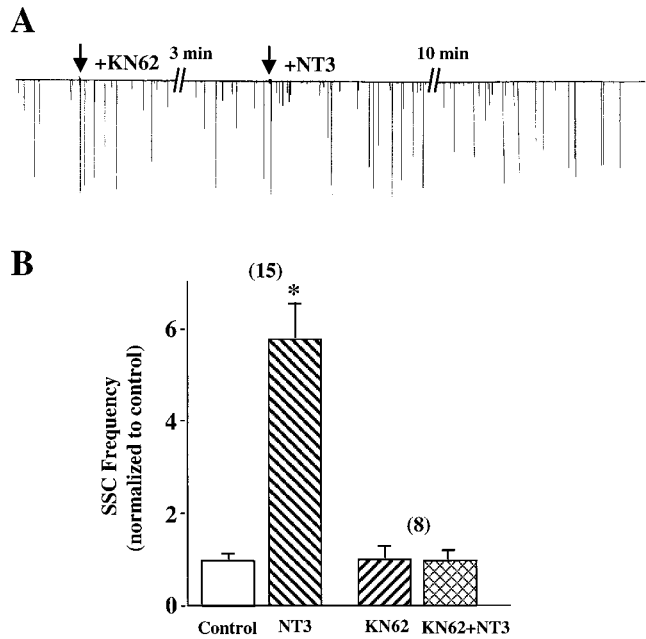 A
+KN62
3 min
+NT3
10 min
B
(15)
*
6
4
2
0
SSC Frequency
(normalized to control)
(8)
Control NT3 KN62 KN62+NT3